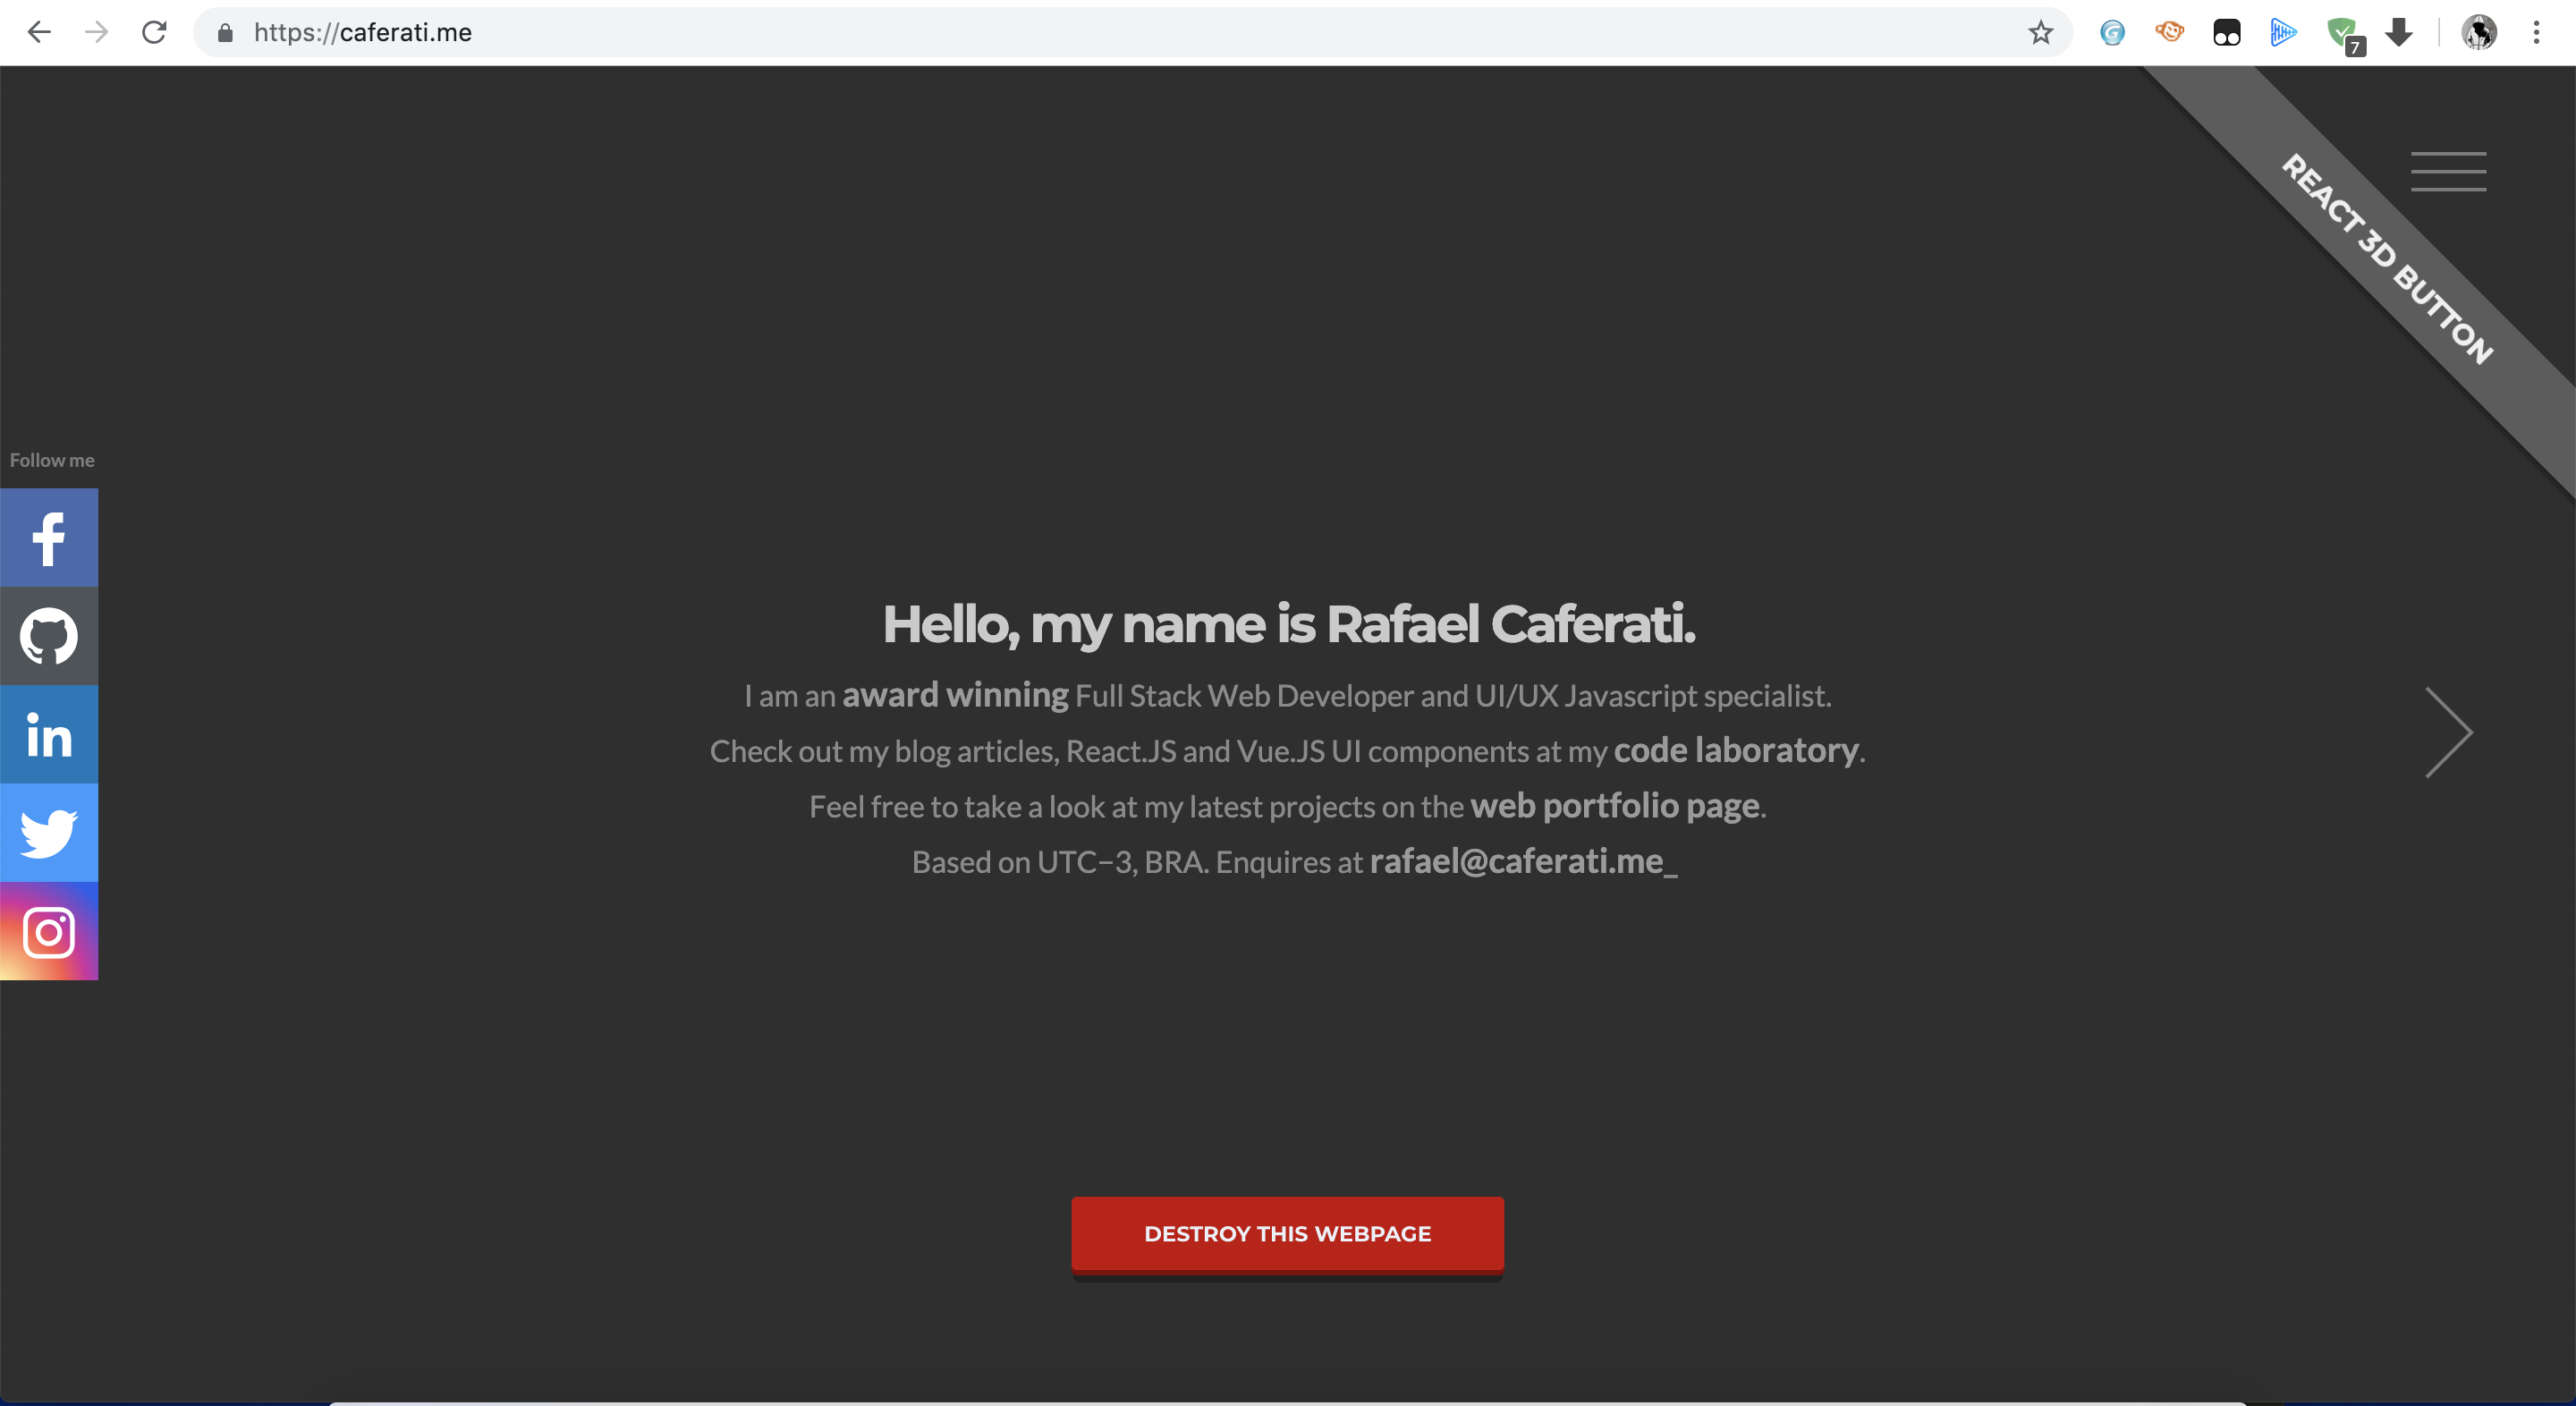 https://caferati.me
7
REACT 3D BUTTON
Follow me
Hello, my name is Rafael Caferati.
I am an award winning Full Stack Web Developer and UI/UX Javascript specialist.
Check out my blog articles, React.JS and Vue.JS UI components at my code laboratory.
Feel free to take a look at my latest projects on the web portfolio page.
Based on UTC−3, BRA. Enquires at rafael@caferati.me_
DESTROY THIS WEBPAGE